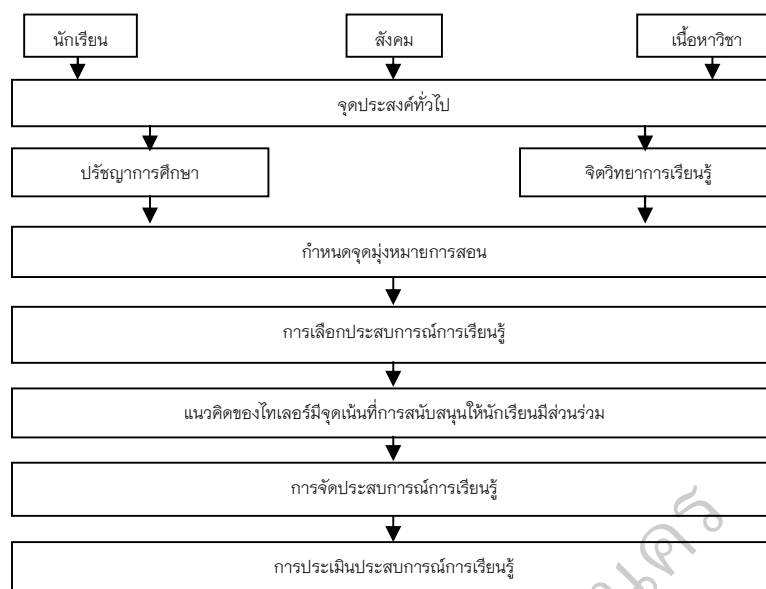 นักเรียน
สังคม
เนื้อหาวิชา
จุดประสงค์ทั่วไป
ปรัชญาการศึกษา
จิตวิทยาการเรียนรู้
กำหนดจุดมุ่งหมายการสอน
การเลือกประสบการณ์การเรียนรู้
แนวคิดของไทเลอร์มีจุดเน้นที่การสนับสนุนให้นักเรียนมีส่วนร่วม
การจัดประสบการณ์การเรียนรู้
การประเมินประสบการณ์การเรียนรู้